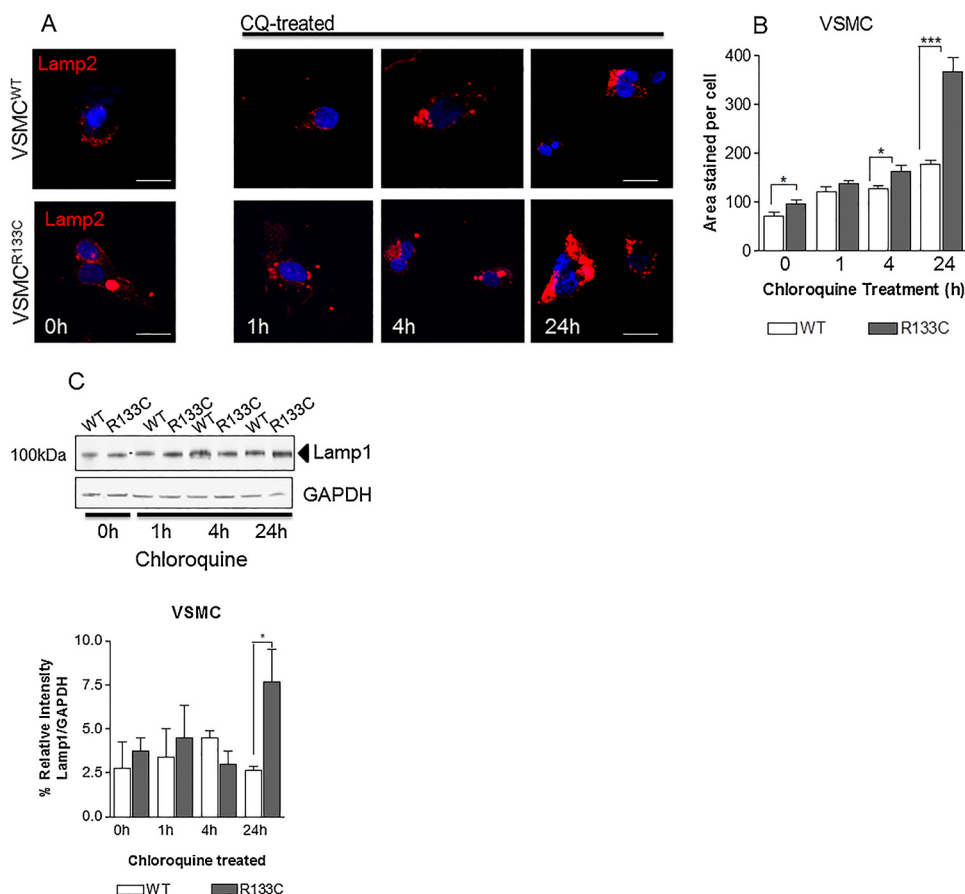 A
CQ-treated
VSMCWT
Lamp2
VSMCR133C
Lamp2
0h
1h
4h
24h
B
VSMC
***
*
*
Area stained per cell
400
300
200
100
0
0 1 4 24
Chloroquine Treatment (h)
WT R133C
C
WT R133C WT R133C WT R133C WT R133C
100kDa
Lamp1
GAPDH
0h 1h 4h 24h
Chloroquine
VSMC
*
% Relative Intensity
Lamp1/GAPDH
10.0
7.5
5.0
2.5
0.0
0h 1h 4h 24h
Chloroquine treated
WT R133C